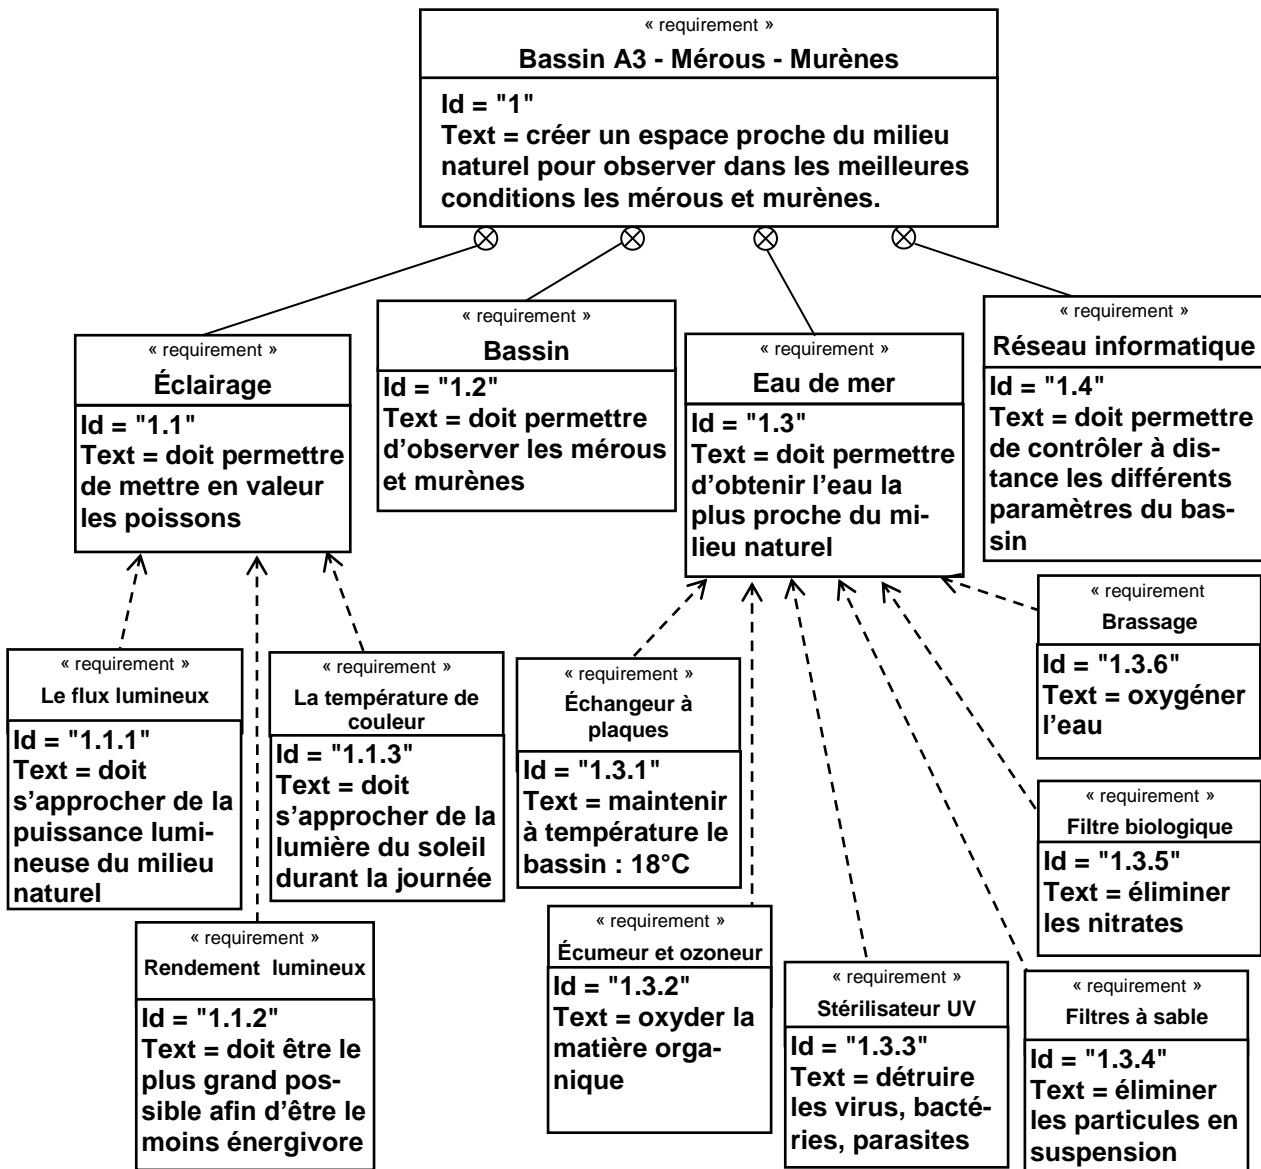 « requirement »
Bassin A3 - Mérous - Murènes
Id = "1"
Text = créer un espace proche du milieu
naturel pour observer dans les meilleures
conditions les mérous et murènes.
« requirement »
Éclairage
Id = "1.1"
Text = doit permettre
de mettre en valeur
les poissons
« requirement »
Bassin
Id = "1.2"
Text = doit permettre
d’observer les mérous
et murènes
« requirement »
Eau de mer
Id = "1.3"
Text = doit permettre
d’obtenir l’eau la
plus proche du mi-
lieu naturel
« requirement »
Réseau informatique
Id = "1.4"
Text = doit permettre
de contrôler à dis-
tance les différents
paramètres du bas-
sin
« requirement »
Le flux lumineux
Id = "1.1.1"
Text = doit
s’approcher de la
puissance lumi-
neuse du milieu
naturel
« requirement »
La température de
couleur
Id = "1.1.3"
Text = doit
s’approcher de la
lumière du soleil
durant la journée
« requirement »
Rendement lumineux
Id = "1.1.2"
Text = doit être le
plus grand pos-
sible afin d’être le
moins énergivore
« requirement »
Échangeur à
plaques
Id = "1.3.1"
Text = maintenir
à température le
bassin : 18°C
« requirement »
Écumeur et ozoneur
Id = "1.3.2"
Text = oxyder la
matière orga-
nique
« requirement »
Stérilisateur UV
Id = "1.3.3"
Text = détruire
les virus, bacté-
ries, parasites
« requirement »
Filtres à sable
Id = "1.3.4"
Text = éliminer
les particules en
suspension
« requirement »
Filtre biologique
Id = "1.3.5"
Text = éliminer
les nitrates
« requirement
Brassage
Id = "1.3.6"
Text = oxygéner
l’eau